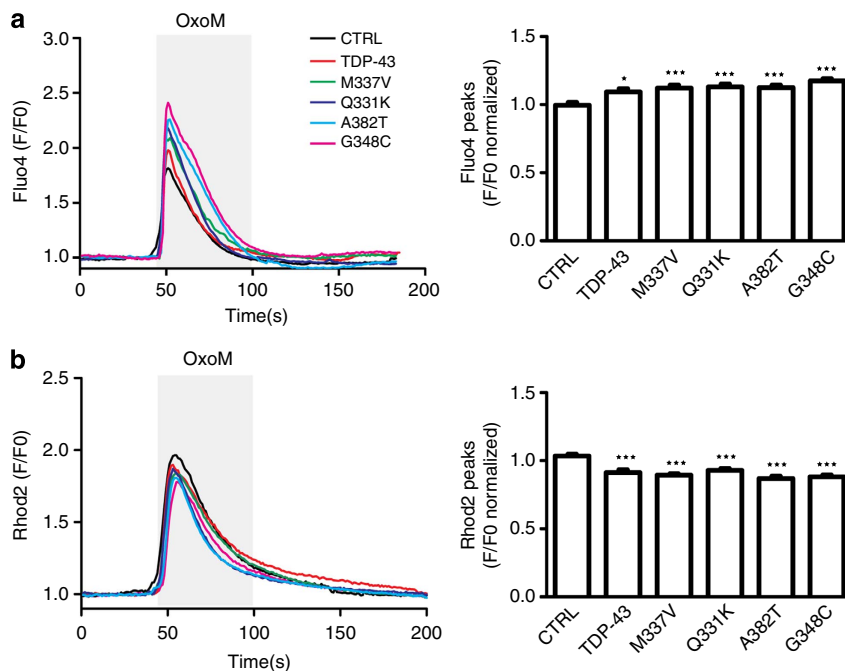 a
OxoM
3.0
2.5
2.0
1.5
1.0
Fluo4 (F/F0)
0
50
100
150
200
Time(s)
CTRL
TDP-43
M337V
Q331K
A382T
G348C
1.5
1.0
0.5
0.0
Fluo4 peaks
(F/F0 normalized)
*
***
***
***
***
CTRL
TDP-43
M337V
Q331K
A382T
G348C
b
OxoM
2.5
2.0
1.5
1.0
Rhod2 (F/F0)
0
50
100
150
200
Time(s)
1.5
1.0
0.5
0.0
Rhod2 peaks
(F/F0 normalized)
***
***
***
***
***
CTRL
TDP-43
M337V
Q331K
A382T
G348C